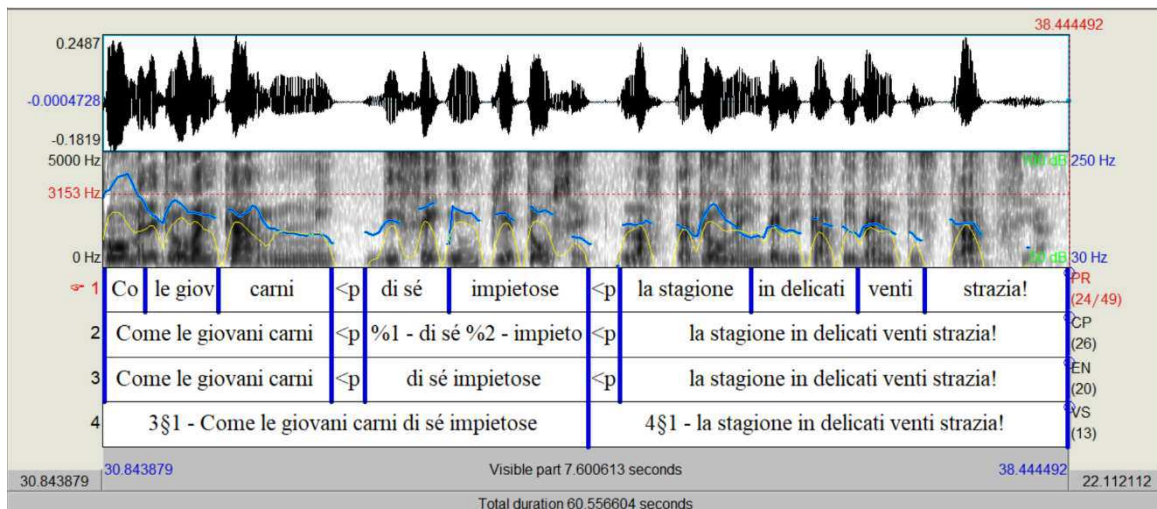 38.444492
0.2487
-0.0004728
-0.1819
5000 Hz 250 Hz
3153 Hz
0 Hz 30 Hz
1 Co le giov carni <p di sé impietose <p la stagione in delicati venti strazia! PR (24/49)
2 Come le giovani carni <p %1 - di sé %2 - impieto <p la stagione in delicati venti strazia! CP (26)
3 Come le giovani carni <p di sé impietose <p la stagione in delicati venti strazia! EN (20)
4 3§1 - Come le giovani carni di sé impietose 4§1 - la stagione in delicati venti strazia! VS (13)
30.843879 Visible part 7.600613 seconds 38.444492
30.843879 22.112112
Total duration 60.556604 seconds